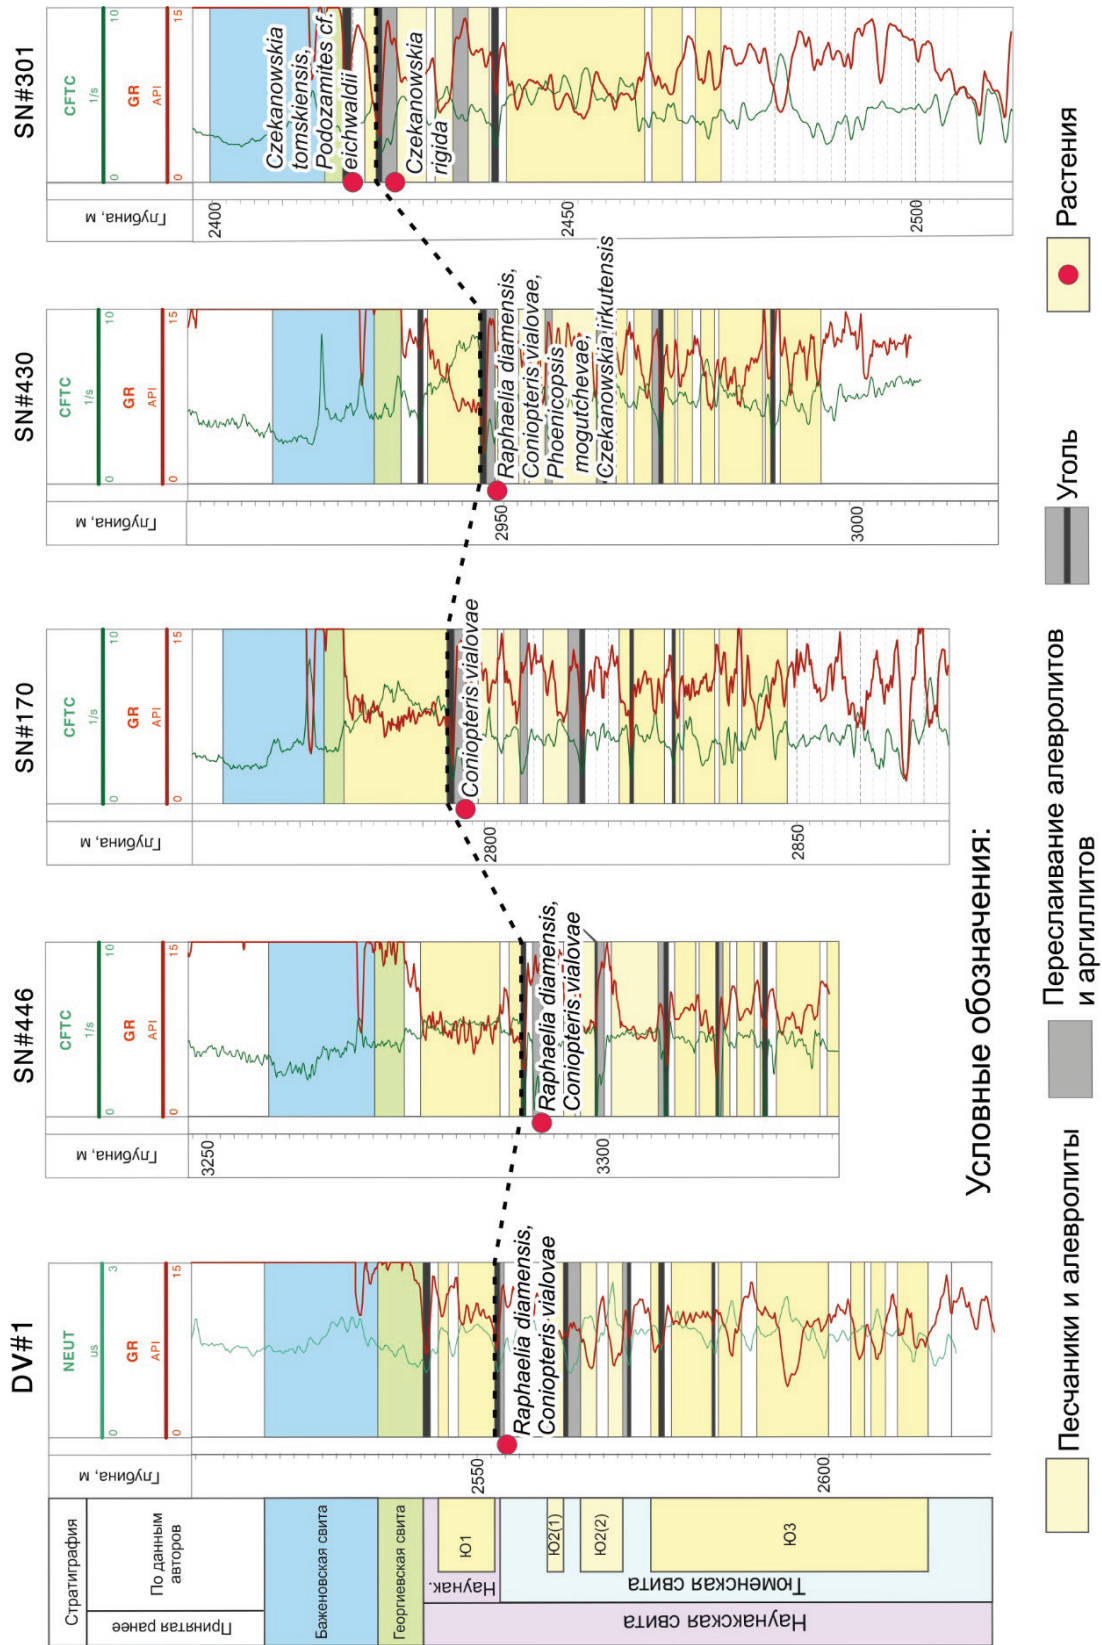 DV#1
SN#446
SN#170
SN#430
SN#301
Стратиграфия
Принятая ранее
По данным
авторов
Баженовская свита
Георгиевская свита
Наунакская свита
Наунак.
Тюменская свита
Ю1
Ю2(1)
Ю2(2)
Ю3
Глубина, м
2550
2600
NEUT
us
0
3
GR
API
0
15
Raphaelia diamensis,
Coniopteris vialovae
Глубина, м
3250
3300
CFTC
1/s
0
10
GR
API
0
15
Raphaelia diamensis,
Coniopteris vialovae
Глубина, м
2800
2850
CFTC
1/s
0
10
GR
API
0
15
Coniopteris vialovae
Глубина, м
2950
3000
CFTC
1/s
0
10
GR
API
0
15
Raphaelia diamensis,
Coniopteris vialovae,
Phoenicopsis
mogutchevae,
Czekanowskia irkutensis
Глубина, м
2400
2450
2500
CFTC
1/s
0
10
GR
API
0
15
Czekanowskia
tomskiensis,
Podozamites cf.
eichwaldii
Czekanowskia
rigida
Условные обозначения:
Песчаники и алевролиты
Переслаивание алевролитов
и аргиллитов
Уголь
Растения